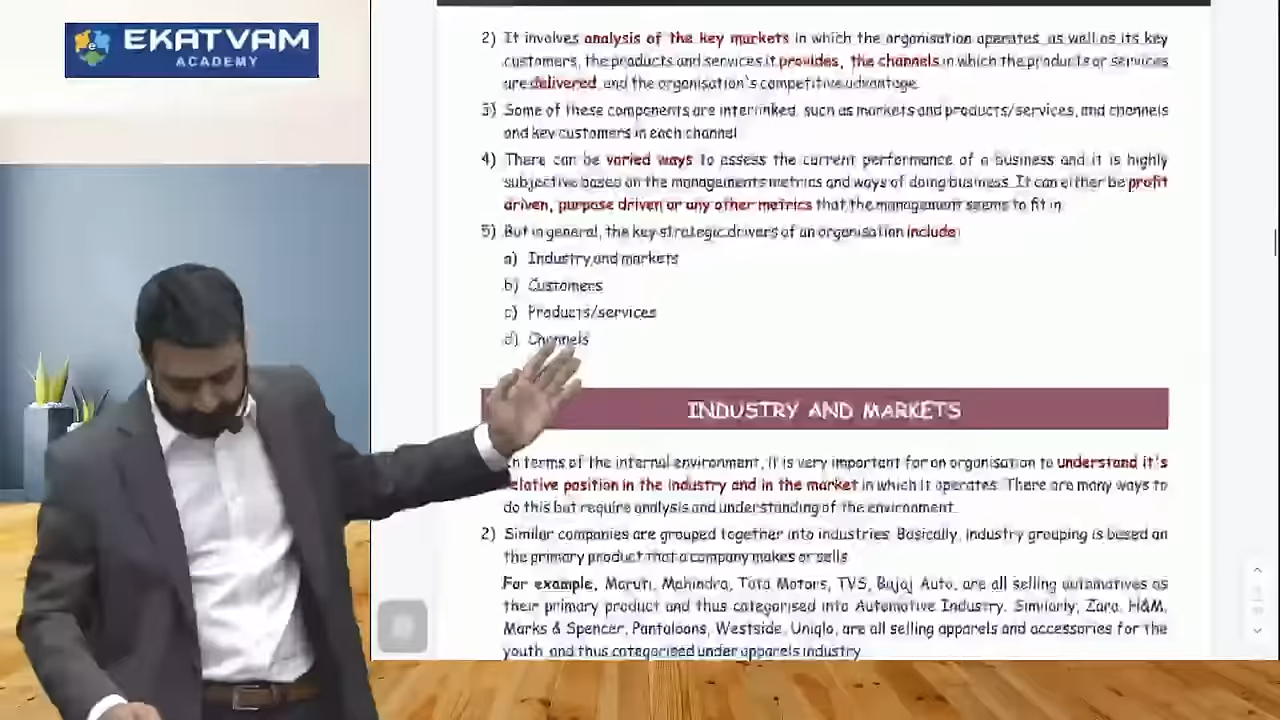 EKATVAM
ACADEMY
2) It involves analysis of the key markets in which the organisation operates, as well as its key
customers, the products and services it provides, the channels in which the products or services
are delivered, and the organisation's competitive advantage.
3) Some of these components are interlinked, such as markets and products/services, and channels
and key customers in each channel.
4) There can be varied ways to assess the current performance of a business and it is highly
subjective based on the managements metrics and ways of doing business. It can either be profit
driven, purpose driven or any other metrics that the management seems to fit in.
5) But in general, the key strategic drivers of an organisation include:
a) Industry and markets
b) Customers
c) Products/services
d) Channels
INDUSTRY AND MARKETS
In terms of the internal environment, it is very important for an organisation to understand it's
relative position in the industry and in the market in which it operates. There are many ways to
do this but require analysis and understanding of the environment.
2) Similar companies are grouped together into industries. Basically, industry grouping is based on
the primary product that a company makes or sells.
For example, Maruti, Mahindra, Tata Motors, TVS, Bajaj Auto, are all selling automatives as
their primary product and thus categorised into Automotive Industry. Similarly, Zara, H&M,
Marks & Spencer, Pantaloons, Westside, Uniqlo, are all selling apparels and accessories for the
youth, and thus categorised under apparels industry.